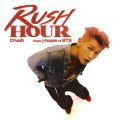 RUSH
HOUR
Crush
(Feat. j-hope of BTS)